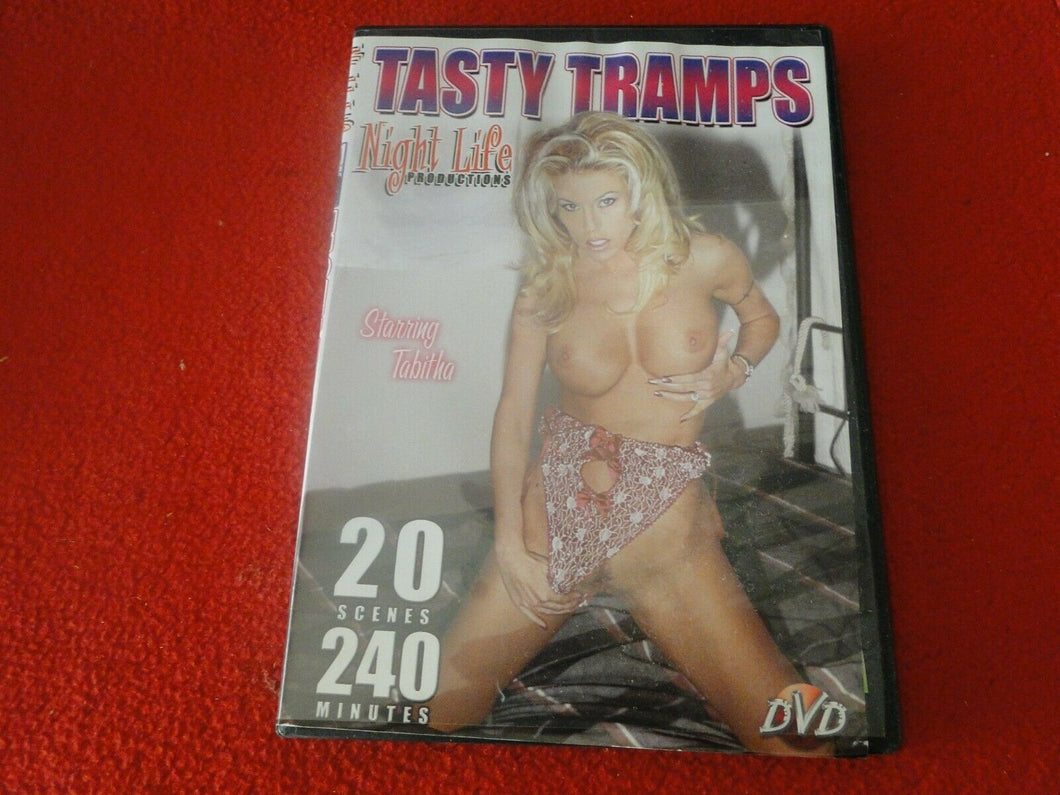 TASTY TRAMPS
Night Life
PRODUCTIONS
Starring
Tabitha
20
SCENES
240
MINUTES
DVD